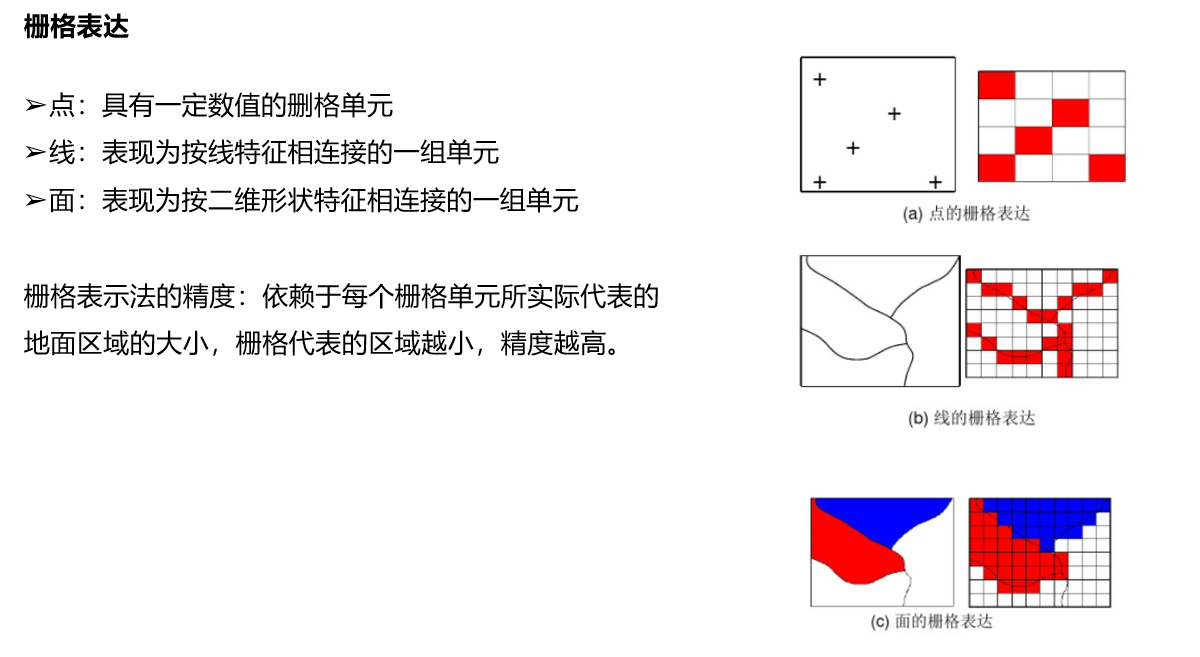 栅格表达
➢点：具有一定数值的删格单元
➢线：表现为按线特征相连接的一组单元
➢面：表现为按二维形状特征相连接的一组单元
栅格表示法的精度：依赖于每个栅格单元所实际代表的
地面区域的大小，栅格代表的区域越小，精度越高。
(a) 点的栅格表达
(b) 线的栅格表达
(c) 面的栅格表达